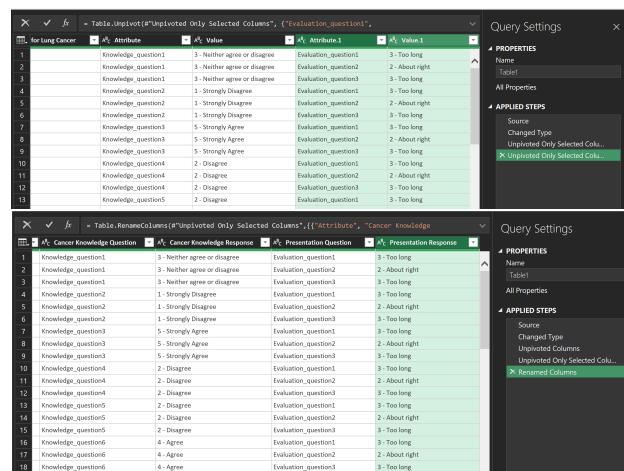 = Table.Unpivot(#"Unpivoted Only Selected Columns", {"Evaluation_question1",
for Lung Cancer AᴮC Attribute AᴮC Value AᴮC Attribute.1 AᴮC Value.1
1 Knowledge_question1 3 - Neither agree or disagree Evaluation_question1 3 - Too long
2 Knowledge_question1 3 - Neither agree or disagree Evaluation_question2 2 - About right
3 Knowledge_question1 3 - Neither agree or disagree Evaluation_question3 3 - Too long
4 Knowledge_question2 1 - Strongly Disagree Evaluation_question1 3 - Too long
5 Knowledge_question2 1 - Strongly Disagree Evaluation_question2 2 - About right
6 Knowledge_question2 1 - Strongly Disagree Evaluation_question3 3 - Too long
7 Knowledge_question3 5 - Strongly Agree Evaluation_question1 3 - Too long
8 Knowledge_question3 5 - Strongly Agree Evaluation_question2 2 - About right
9 Knowledge_question3 5 - Strongly Agree Evaluation_question3 3 - Too long
10 Knowledge_question4 2 - Disagree Evaluation_question1 3 - Too long
11 Knowledge_question4 2 - Disagree Evaluation_question2 2 - About right
12 Knowledge_question4 2 - Disagree Evaluation_question3 3 - Too long
13 Knowledge_question5 2 - Disagree Evaluation_question1 3 - Too long
Query Settings
PROPERTIES
Name
Table1
All Properties
APPLIED STEPS
Source
Changed Type
Unpivoted Only Selected Colu...
Unpivoted Only Selected Colu...
= Table.RenameColumns(#"Unpivoted Only Selected Columns",{{"Attribute", "Cancer Knowledge
AᴮC Cancer Knowledge Question AᴮC Cancer Knowledge Response AᴮC Presentation Question AᴮC Presentation Response
1 Knowledge_question1 3 - Neither agree or disagree Evaluation_question1 3 - Too long
2 Knowledge_question1 3 - Neither agree or disagree Evaluation_question2 2 - About right
3 Knowledge_question1 3 - Neither agree or disagree Evaluation_question3 3 - Too long
4 Knowledge_question2 1 - Strongly Disagree Evaluation_question1 3 - Too long
5 Knowledge_question2 1 - Strongly Disagree Evaluation_question2 2 - About right
6 Knowledge_question2 1 - Strongly Disagree Evaluation_question3 3 - Too long
7 Knowledge_question3 5 - Strongly Agree Evaluation_question1 3 - Too long
8 Knowledge_question3 5 - Strongly Agree Evaluation_question2 2 - About right
9 Knowledge_question3 5 - Strongly Agree Evaluation_question3 3 - Too long
10 Knowledge_question4 2 - Disagree Evaluation_question1 3 - Too long
11 Knowledge_question4 2 - Disagree Evaluation_question2 2 - About right
12 Knowledge_question4 2 - Disagree Evaluation_question3 3 - Too long
13 Knowledge_question5 2 - Disagree Evaluation_question1 3 - Too long
14 Knowledge_question5 2 - Disagree Evaluation_question2 2 - About right
15 Knowledge_question5 2 - Disagree Evaluation_question3 3 - Too long
16 Knowledge_question6 4 - Agree Evaluation_question1 3 - Too long
17 Knowledge_question6 4 - Agree Evaluation_question2 2 - About right
18 Knowledge_question6 4 - Agree Evaluation_question3 3 - Too long
Query Settings
PROPERTIES
Name
Table1
All Properties
APPLIED STEPS
Source
Changed Type
Unpivoted Columns
Unpivoted Only Selected Colu...
Renamed Columns